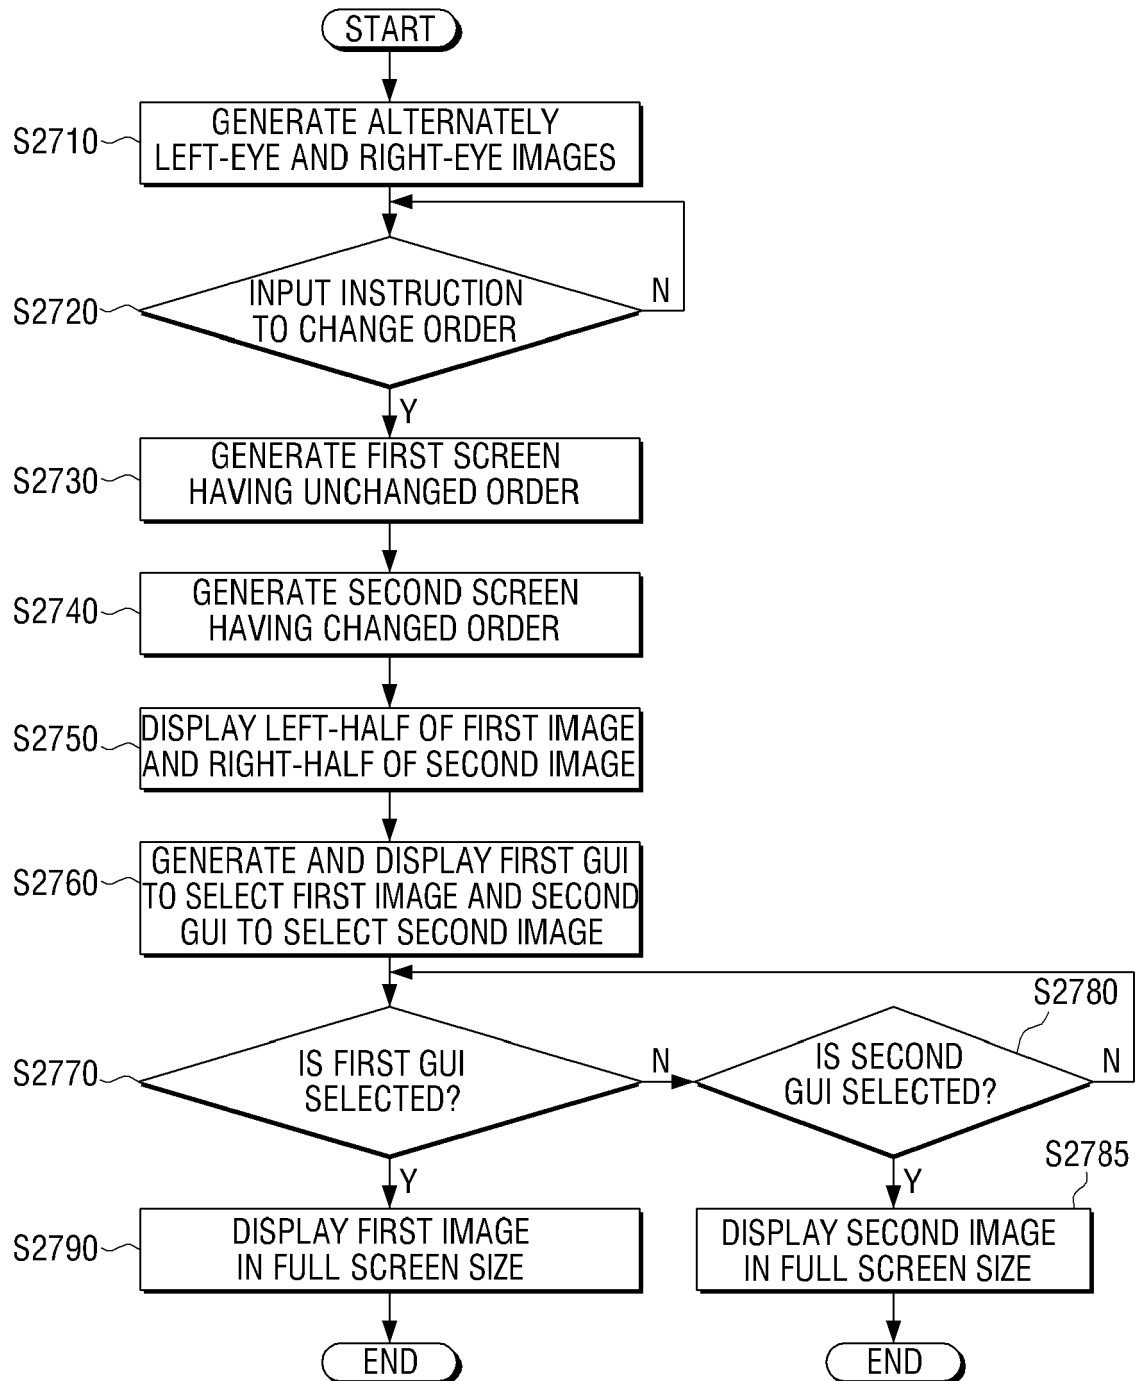 START
S2710
GENERATE ALTERNATELY
LEFT-EYE AND RIGHT-EYE IMAGES
S2720
INPUT INSTRUCTION
TO CHANGE ORDER
N
Y
S2730
GENERATE FIRST SCREEN
HAVING UNCHANGED ORDER
S2740
GENERATE SECOND SCREEN
HAVING CHANGED ORDER
S2750
DISPLAY LEFT-HALF OF FIRST IMAGE
AND RIGHT-HALF OF SECOND IMAGE
S2760
GENERATE AND DISPLAY FIRST GUI
TO SELECT FIRST IMAGE AND SECOND
GUI TO SELECT SECOND IMAGE
S2770
IS FIRST GUI
SELECTED?
N
S2780
IS SECOND
GUI SELECTED?
N
Y
Y
S2790
DISPLAY FIRST IMAGE
IN FULL SCREEN SIZE
S2785
DISPLAY SECOND IMAGE
IN FULL SCREEN SIZE
END
END